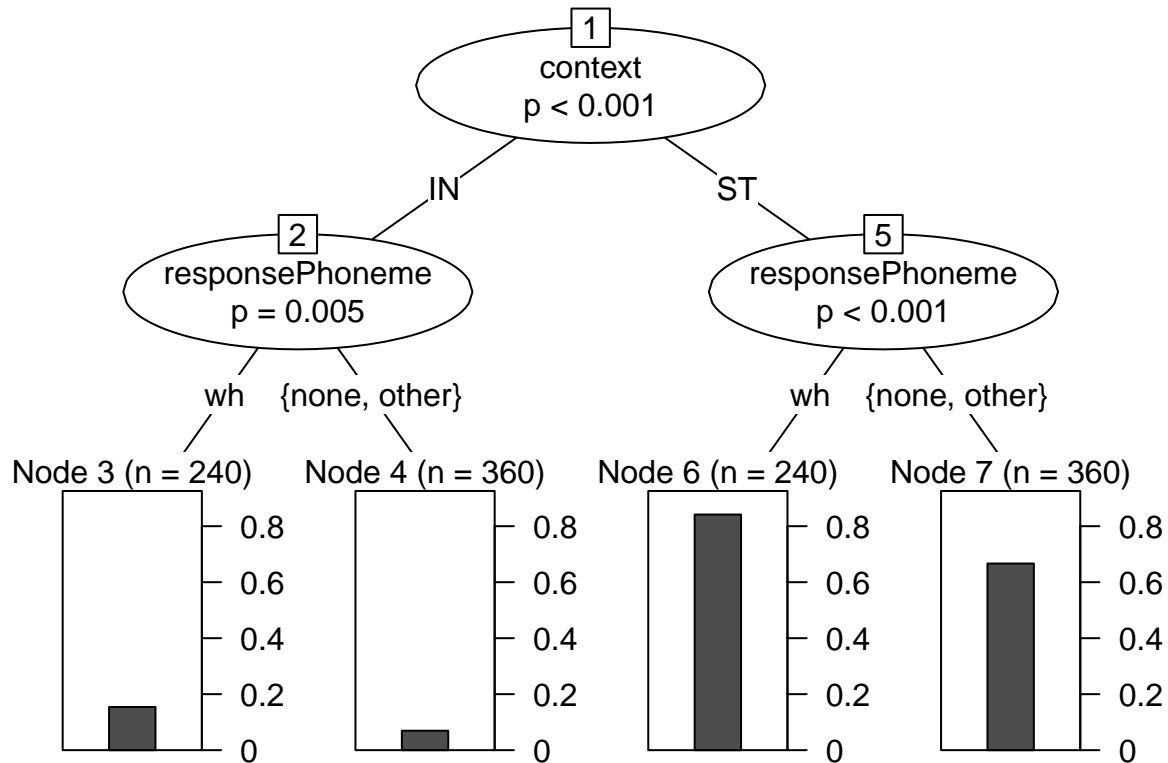 1
context
p < 0.001
IN
ST
2
responsePhoneme
p = 0.005
5
responsePhoneme
p < 0.001
wh
{none, other}
wh
{none, other}
Node 3 (n = 240)
0.8
0.6
0.4
0.2
0
Node 4 (n = 360)
0.8
0.6
0.4
0.2
0
Node 6 (n = 240)
0.8
0.6
0.4
0.2
0
Node 7 (n = 360)
0.8
0.6
0.4
0.2
0